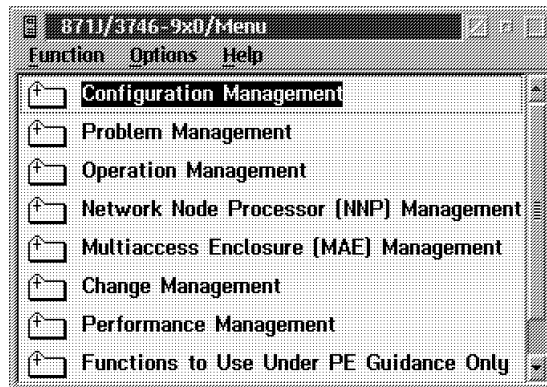 871J/3746-9x0/Menu
Function Options Help
Configuration Management
Problem Management
Operation Management
Network Node Processor (NNP) Management
Multiaccess Enclosure (MAE) Management
Change Management
Performance Management
Functions to Use Under PE Guidance Only